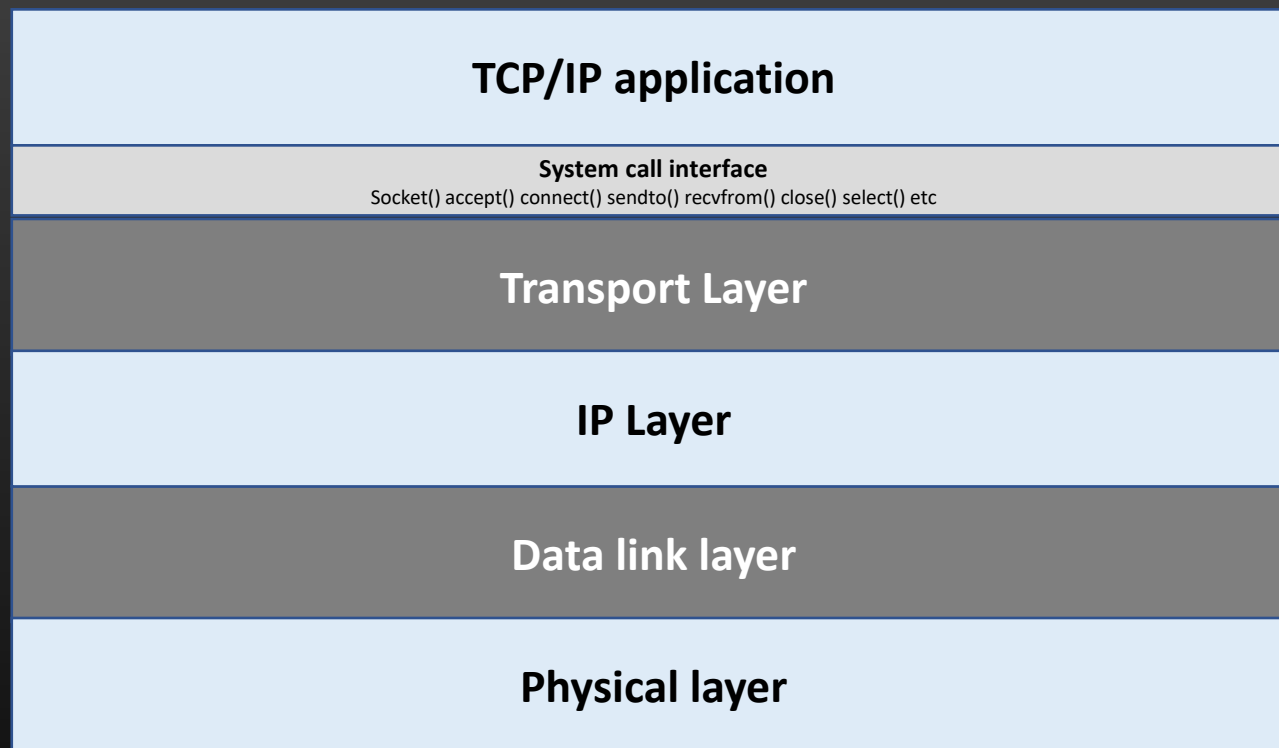 TCP/IP application
System call interface
Socket() accept() connect() sendto() recvfrom() close() select() etc
Transport Layer
IP Layer
Data link layer
Physical layer